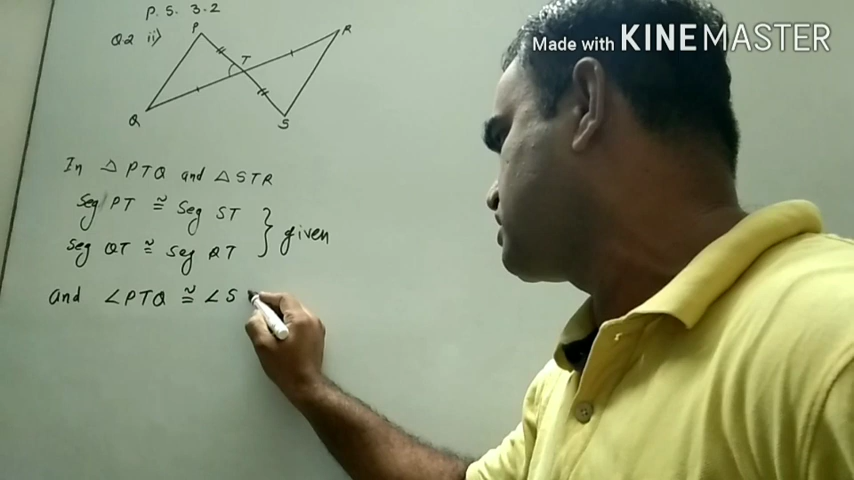 P. S. 3.2
Q.2 ii)
P
R
T
Q
S
In △ PTQ and △ STR
seg PT ≅ seg ST
seg QT ≅ seg RT } given
and ∠PTQ ≅ ∠S
Made with KINEMASTER